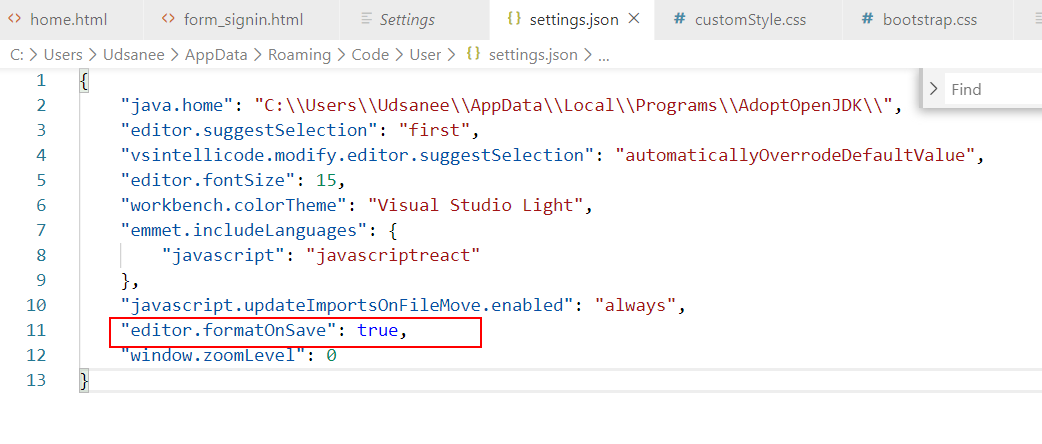 <> home.html <> form_signin.html Settings {} settings.json × # customStyle.css # bootstrap.css
C: > Users > Udsanee > AppData > Roaming > Code > User > {} settings.json > ...
1 {
2 "java.home": "C:\\Users\\Udsanee\\AppData\\Local\\Programs\\AdoptOpenJDK\\",
3 "editor.suggestSelection": "first",
4 "vsintellicode.modify.editor.suggestSelection": "automaticallyOverrodeDefaultValue",
5 "editor.fontSize": 15,
6 "workbench.colorTheme": "Visual Studio Light",
7 "emmet.includeLanguages": {
8 "javascript": "javascriptreact"
9 },
10 "javascript.updateImportsOnFileMove.enabled": "always",
11 "editor.formatOnSave": true,
12 "window.zoomLevel": 0
13 }
> Find